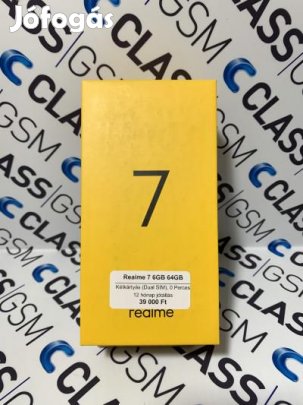 Jófogás
CLASS GSM
7
Realme 7 6GB 64GB
Kétkártyás (Dual SIM), 0 Perces
12 hónap jótállás
39 000 Ft
realme